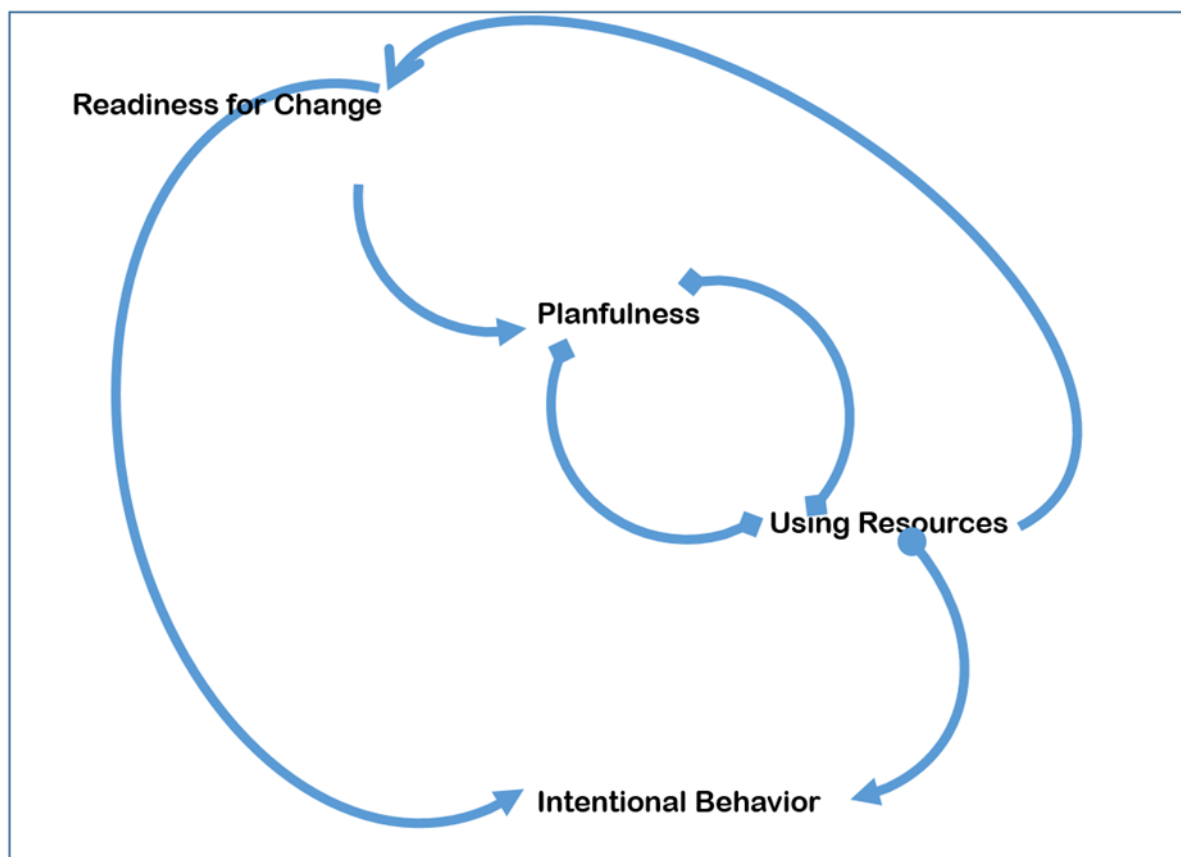 Readiness for Change
Planfulness
Using Resources
Intentional Behavior